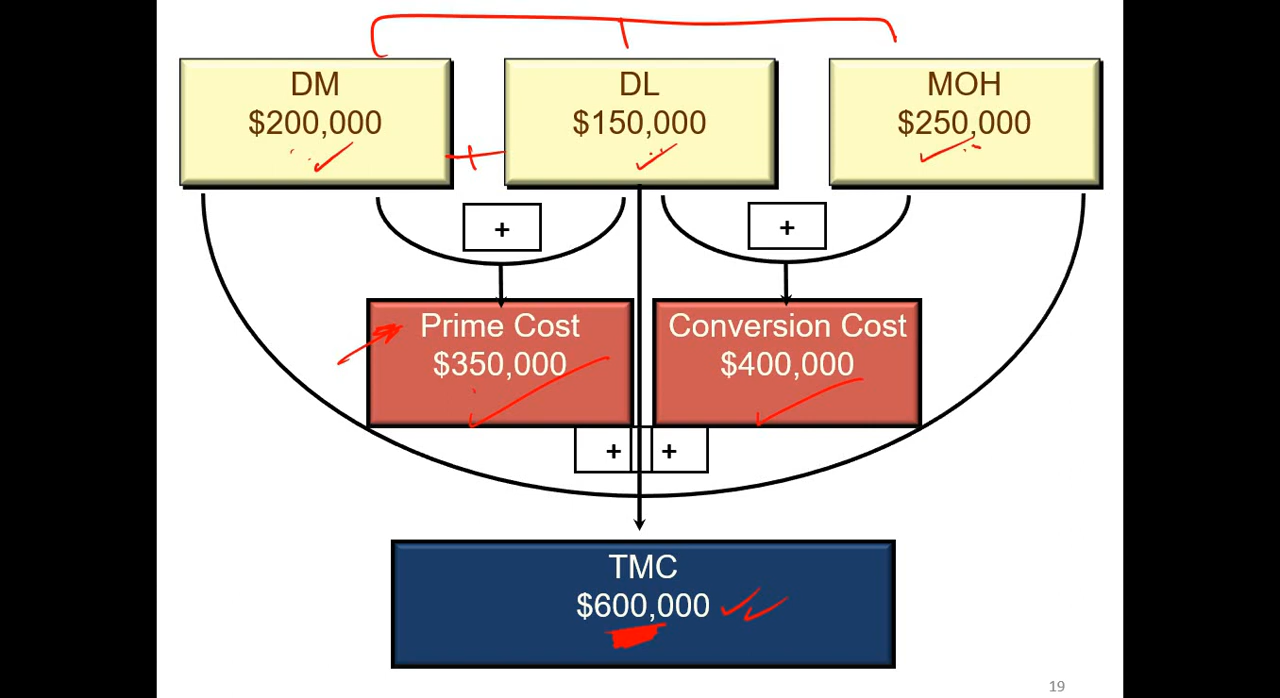 DM
$200,000
DL
$150,000
MOH
$250,000
+
+
+
Prime Cost
$350,000
Conversion Cost
$400,000
+
+
TMC
$600,000
19